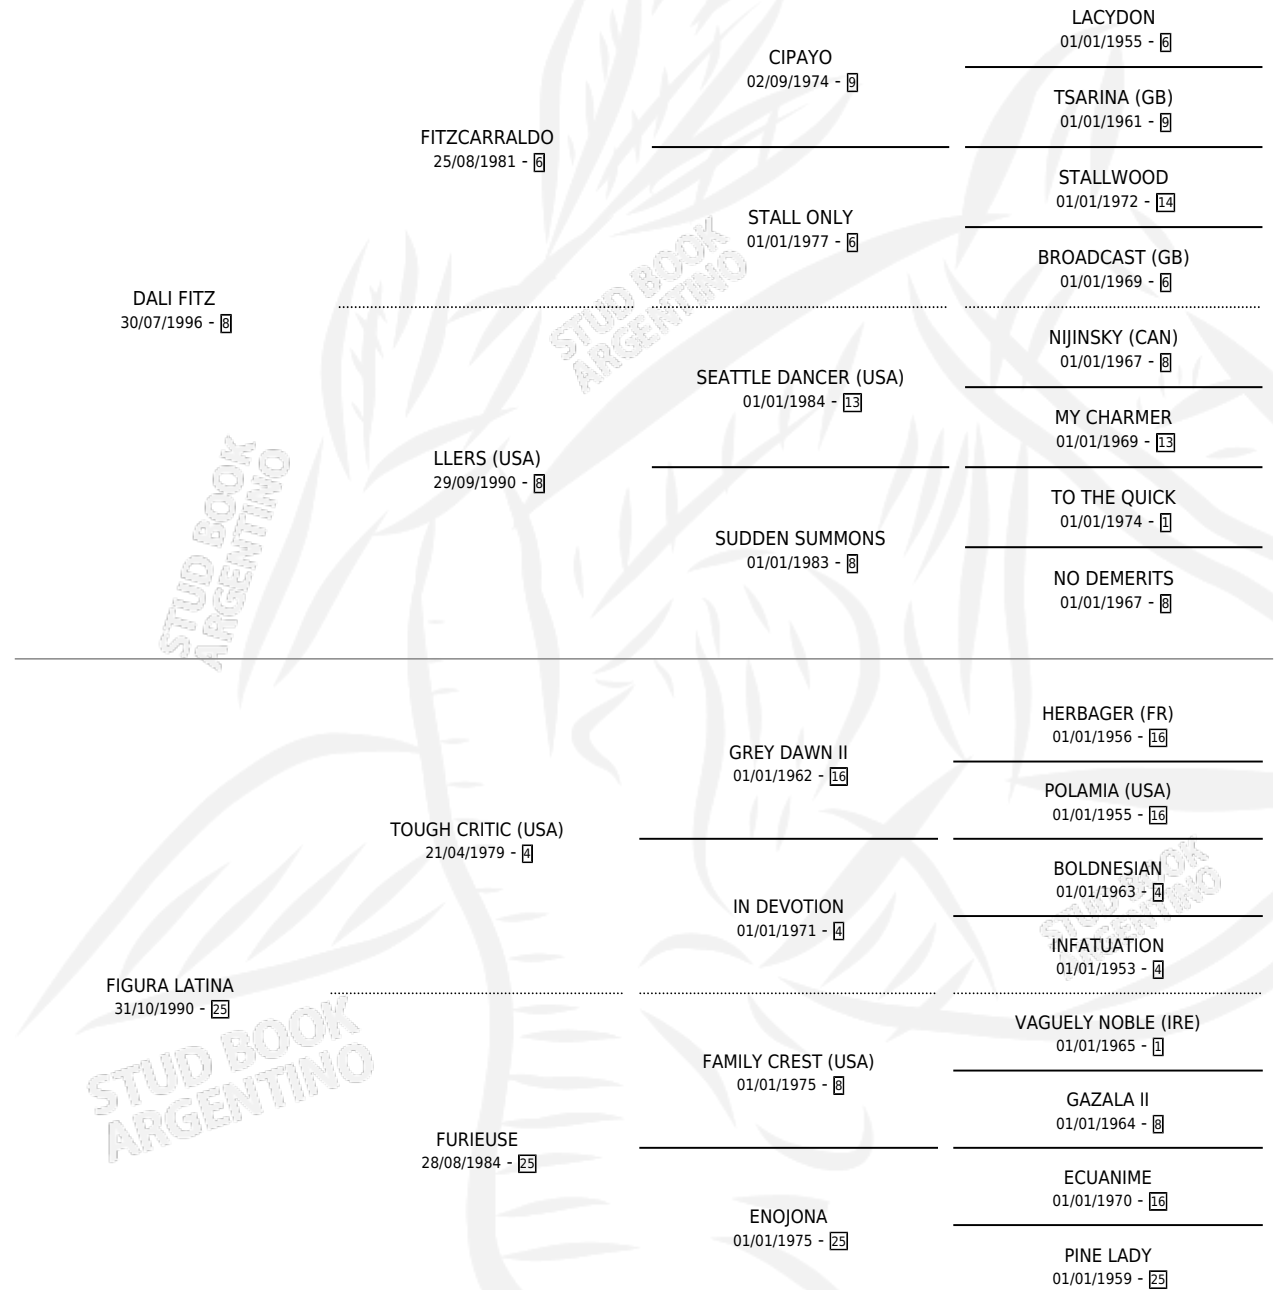 LACYDON
01/01/1955 - 6
CIPAYO
02/09/1974 - 9
TSARINA (GB)
01/01/1961 - 9
FITZCARRALDO
25/08/1981 - 6
STALLWOOD
01/01/1972 - 14
STALL ONLY
01/01/1977 - 6
BROADCAST (GB)
01/01/1969 - 6
DALI FITZ
30/07/1996 - 8
NIJINSKY (CAN)
01/01/1967 - 8
SEATTLE DANCER (USA)
01/01/1984 - 13
MY CHARMER
01/01/1969 - 13
LLERS (USA)
29/09/1990 - 8
TO THE QUICK
01/01/1974 - 1
SUDDEN SUMMONS
01/01/1983 - 8
NO DEMERITS
01/01/1967 - 8
STUD BOOK
ARGENTINO
STUD BOOK
ARGENTINO
HERBAGER (FR)
01/01/1956 - 16
GREY DAWN II
01/01/1962 - 16
POLAMIA (USA)
01/01/1955 - 16
TOUGH CRITIC (USA)
21/04/1979 - 4
BOLDNESIAN
01/01/1963 - 4
IN DEVOTION
01/01/1971 - 4
INFATUATION
01/01/1953 - 4
STUD BOOK
ARGENTINO
FIGURA LATINA
31/10/1990 - 25
VAGUELY NOBLE (IRE)
01/01/1965 - 1
FAMILY CREST (USA)
01/01/1975 - 8
GAZALA II
01/01/1964 - 8
FURIEUSE
28/08/1984 - 25
ECUANIME
01/01/1970 - 16
ENOJONA
01/01/1975 - 25
PINE LADY
01/01/1959 - 25
STUD BOOK
ARGENTINO